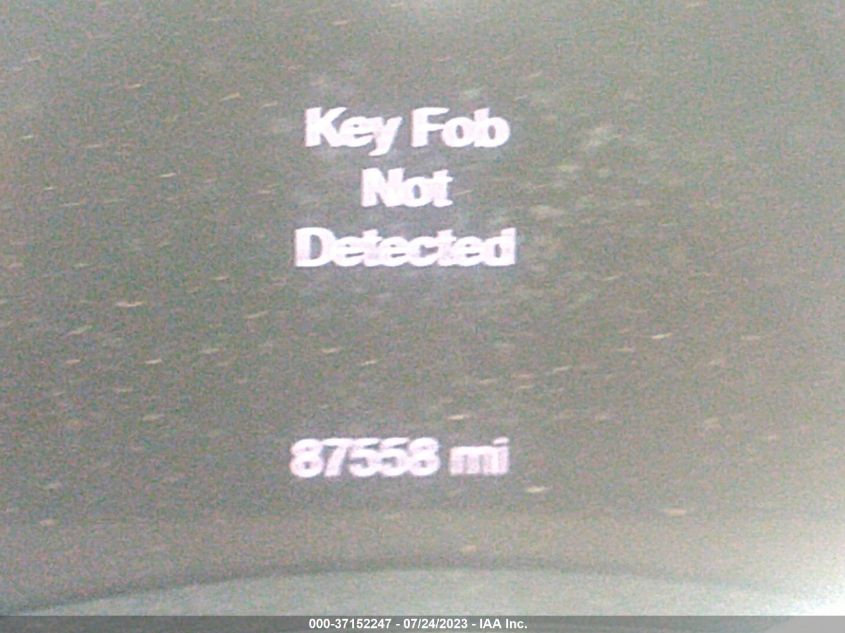 Key Fob
Not
Detected
87558 mi
000-37152247 - 07/24/2023 - IAA Inc.